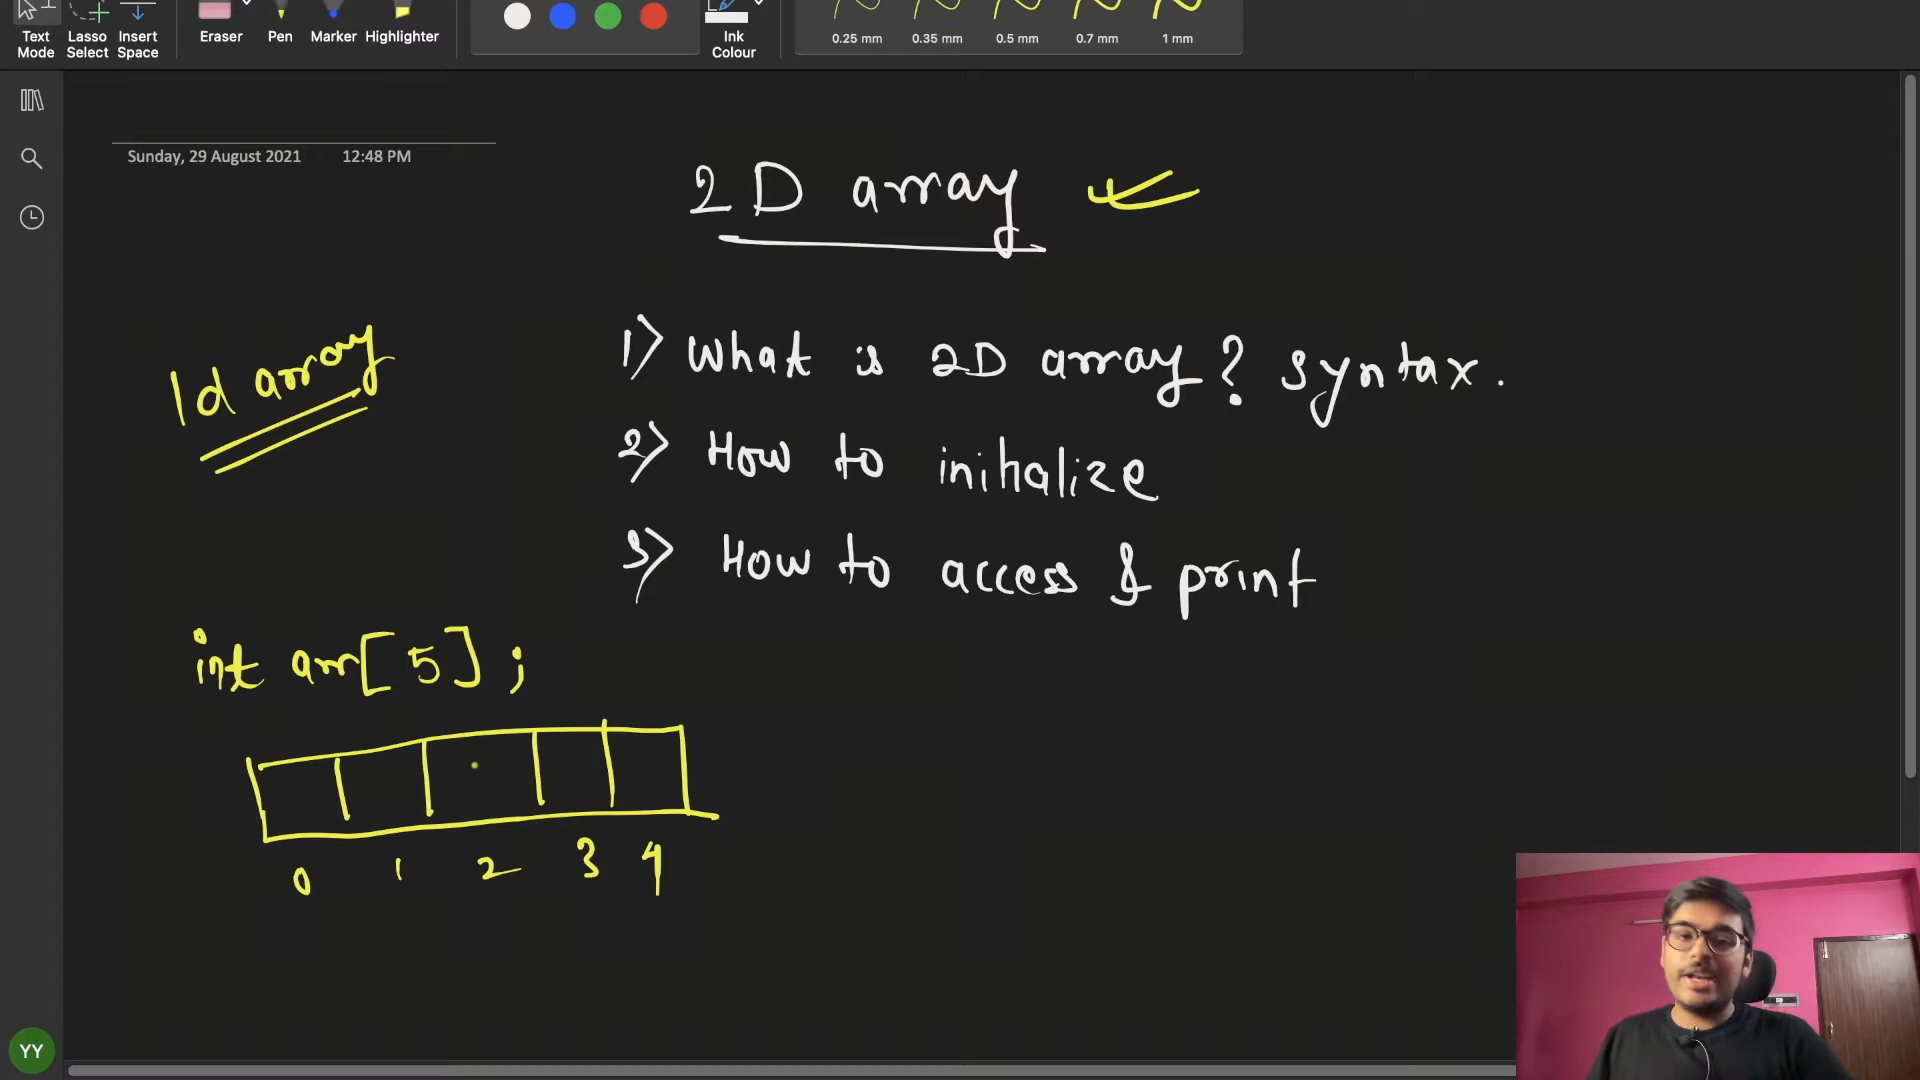 Text Mode
Lasso Select
Insert Space
Eraser
Pen
Marker
Highlighter
Ink Colour
0.25 mm
0.35 mm
0.5 mm
0.7 mm
1 mm
Sunday, 29 August 2021 12:48 PM
2D array
1d array
1) What is 2D array? syntax.
2) How to initialize
3) How to access & print
int arr[5];
0 1 2 3 4
YY